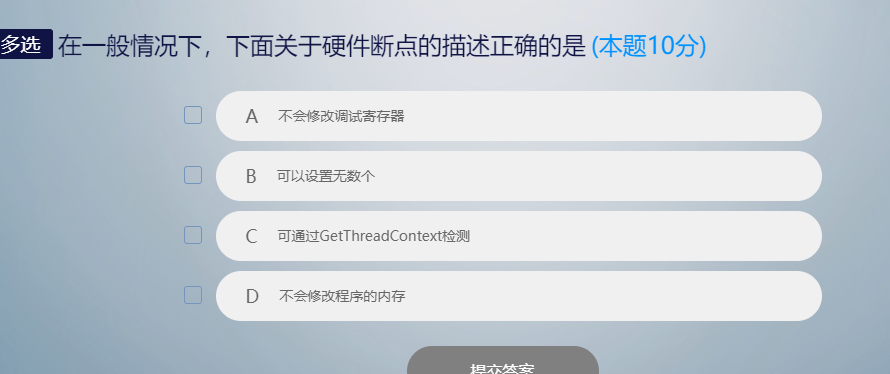 多选 在一般情况下，下面关于硬件断点的描述正确的是 (本题10分)
A 不会修改调试寄存器
B 可以设置无数个
C 可通过GetThreadContext检测
D 不会修改程序的内存
提交答案